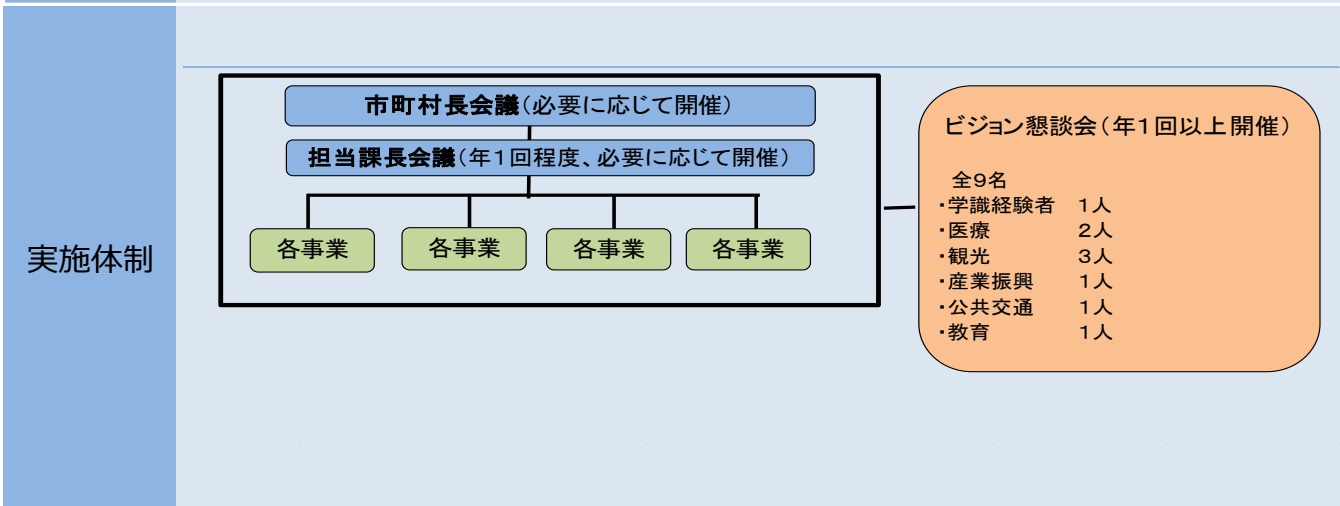 実施体制
市町村長会議(必要に応じて開催)
担当課長会議(年1回程度、必要に応じて開催)
各事業
各事業
各事業
各事業
ビジョン懇談会(年1回以上開催)
全9名
・学識経験者 1人
・医療 2人
・観光 3人
・産業振興 1人
・公共交通 1人
・教育 1人